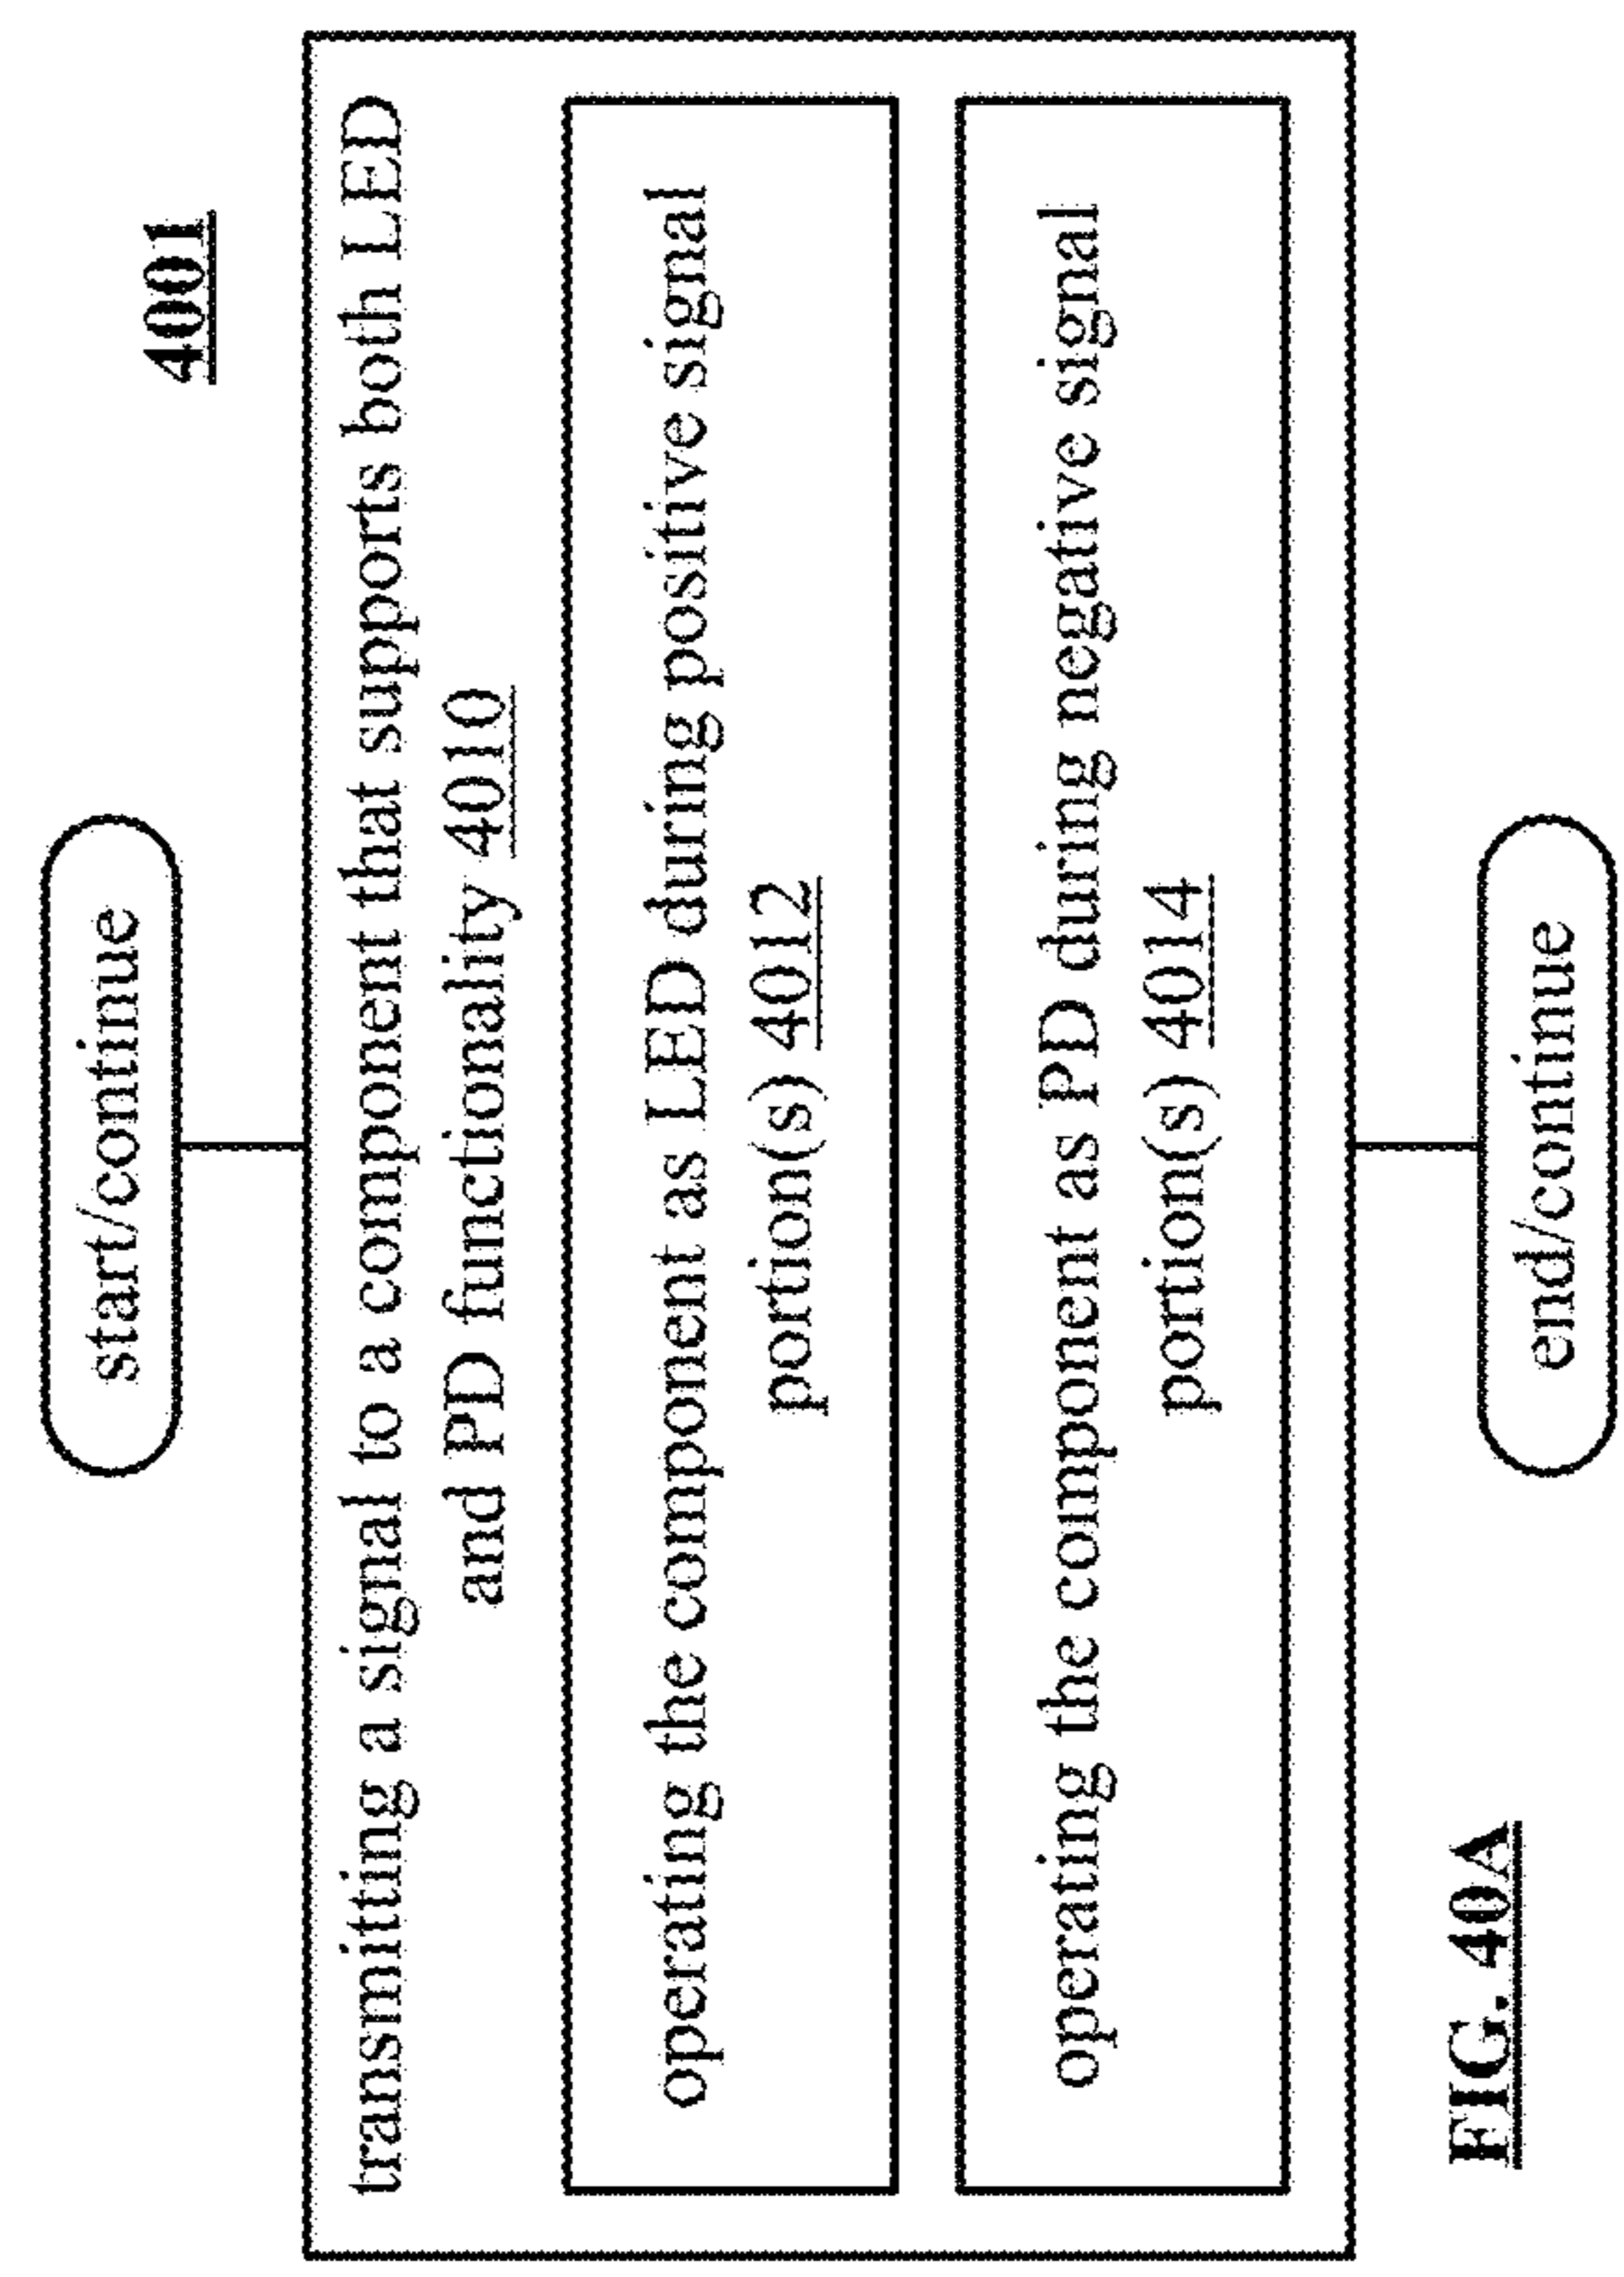 4001
start/continue
transmitting a signal to a component that supports both LED
and PD functionality 4010
operating the component as LED during positive signal
portion(s) 4012
operating the component as PD during negative signal
portion(s) 4014
end/continue
FIG. 40A